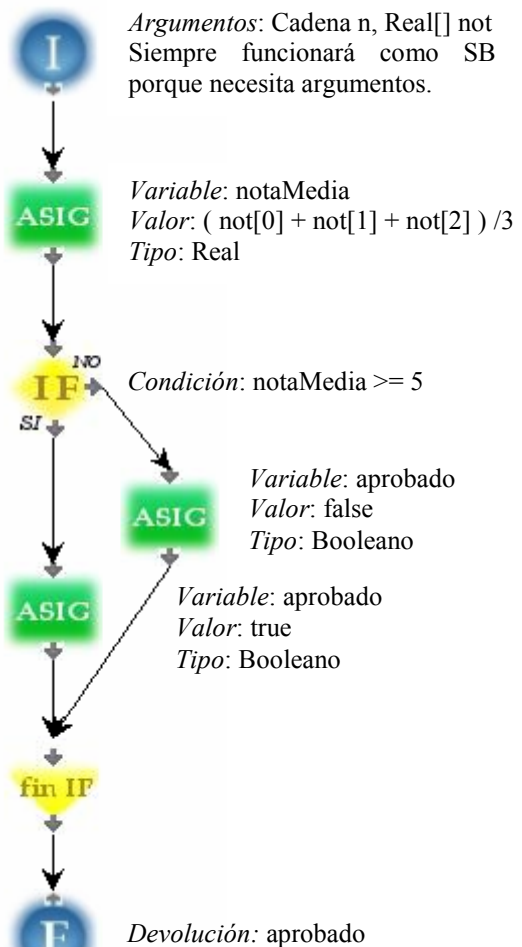 I
Argumentos: Cadena n, Real[] not
Siempre funcionará como SB
porque necesita argumentos.
ASIG
Variable: notaMedia
Valor: ( not[0] + not[1] + not[2] ) /3
Tipo: Real
NO
IF
Condición: notaMedia >= 5
SI
ASIG
Variable: aprobado
Valor: false
Tipo: Booleano
ASIG
Variable: aprobado
Valor: true
Tipo: Booleano
fin IF
F
Devolución: aprobado